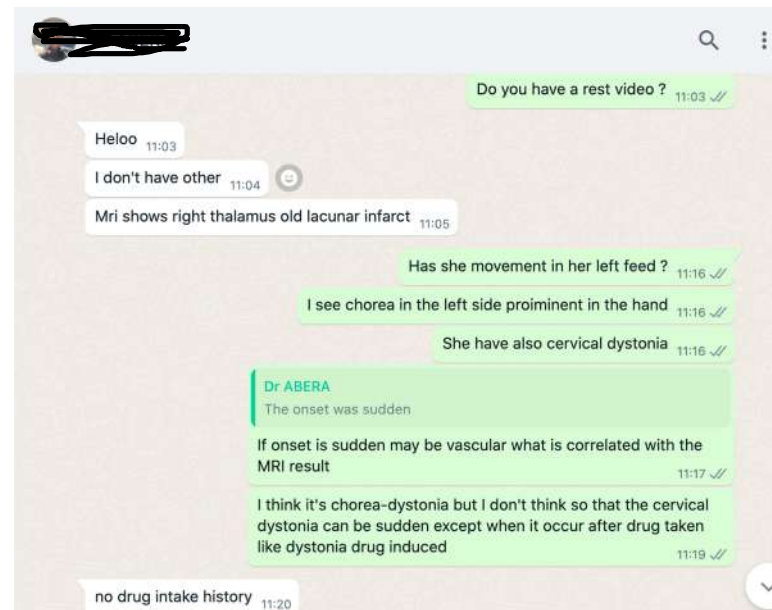 Do you have a rest video ? 11:03
Heloo 11:03
I don't have other 11:04
Mri shows right thalamus old lacunar infarct 11:05
Has she movement in her left feed ? 11:16
I see chorea in the left side proiminent in the hand 11:16
She have also cervical dystonia 11:16
Dr ABERA
The onset was sudden
If onset is sudden may be vascular what is correlated with the
MRI result 11:17
I think it's chorea-dystonia but I don't think so that the cervical
dystonia can be sudden except when it occur after drug taken
like dystonia drug induced 11:19
no drug intake history 11:20